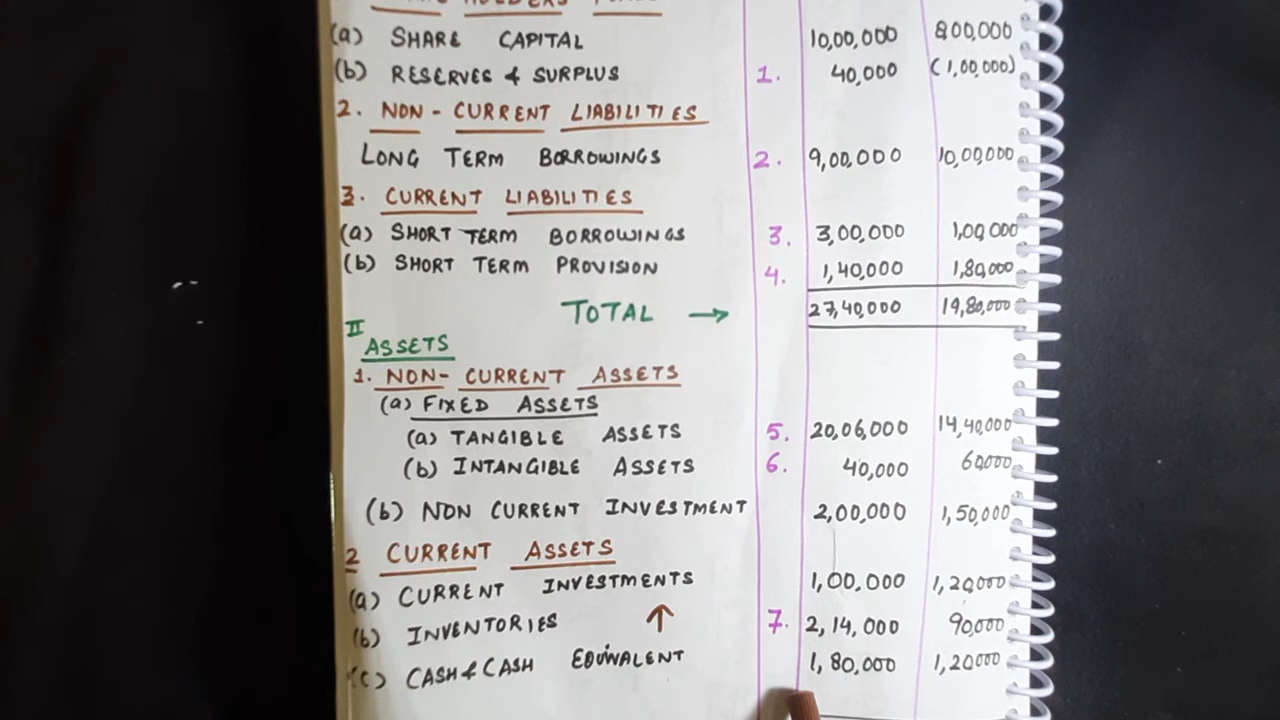 (a) SHARE CAPITAL 10,00,000 800,000
(b) RESERVES & SURPLUS 1. 40,000 (1,00,000)
2. NON-CURRENT LIABILITIES
LONG TERM BORROWINGS 2. 9,00,000 10,00,000
3. CURRENT LIABILITIES
(a) SHORT TERM BORROWINGS 3. 3,00,000 1,00,000
(b) SHORT TERM PROVISION 4. 1,40,000 1,80,000
TOTAL → 27,40,000 19,80,000
II
ASSETS
1. NON-CURRENT ASSETS
(a) FIXED ASSETS
(a) TANGIBLE ASSETS 5. 20,06,000 14,40,000
(b) INTANGIBLE ASSETS 6. 40,000 60,000
(b) NON CURRENT INVESTMENT 2,00,000 1,50,000
2 CURRENT ASSETS
(a) CURRENT INVESTMENTS 1,00,000 1,20,000
(b) INVENTORIES ↑ 7. 2,14,000 90,000
(c) CASH & CASH EQUIVALENT 1,80,000 1,20000